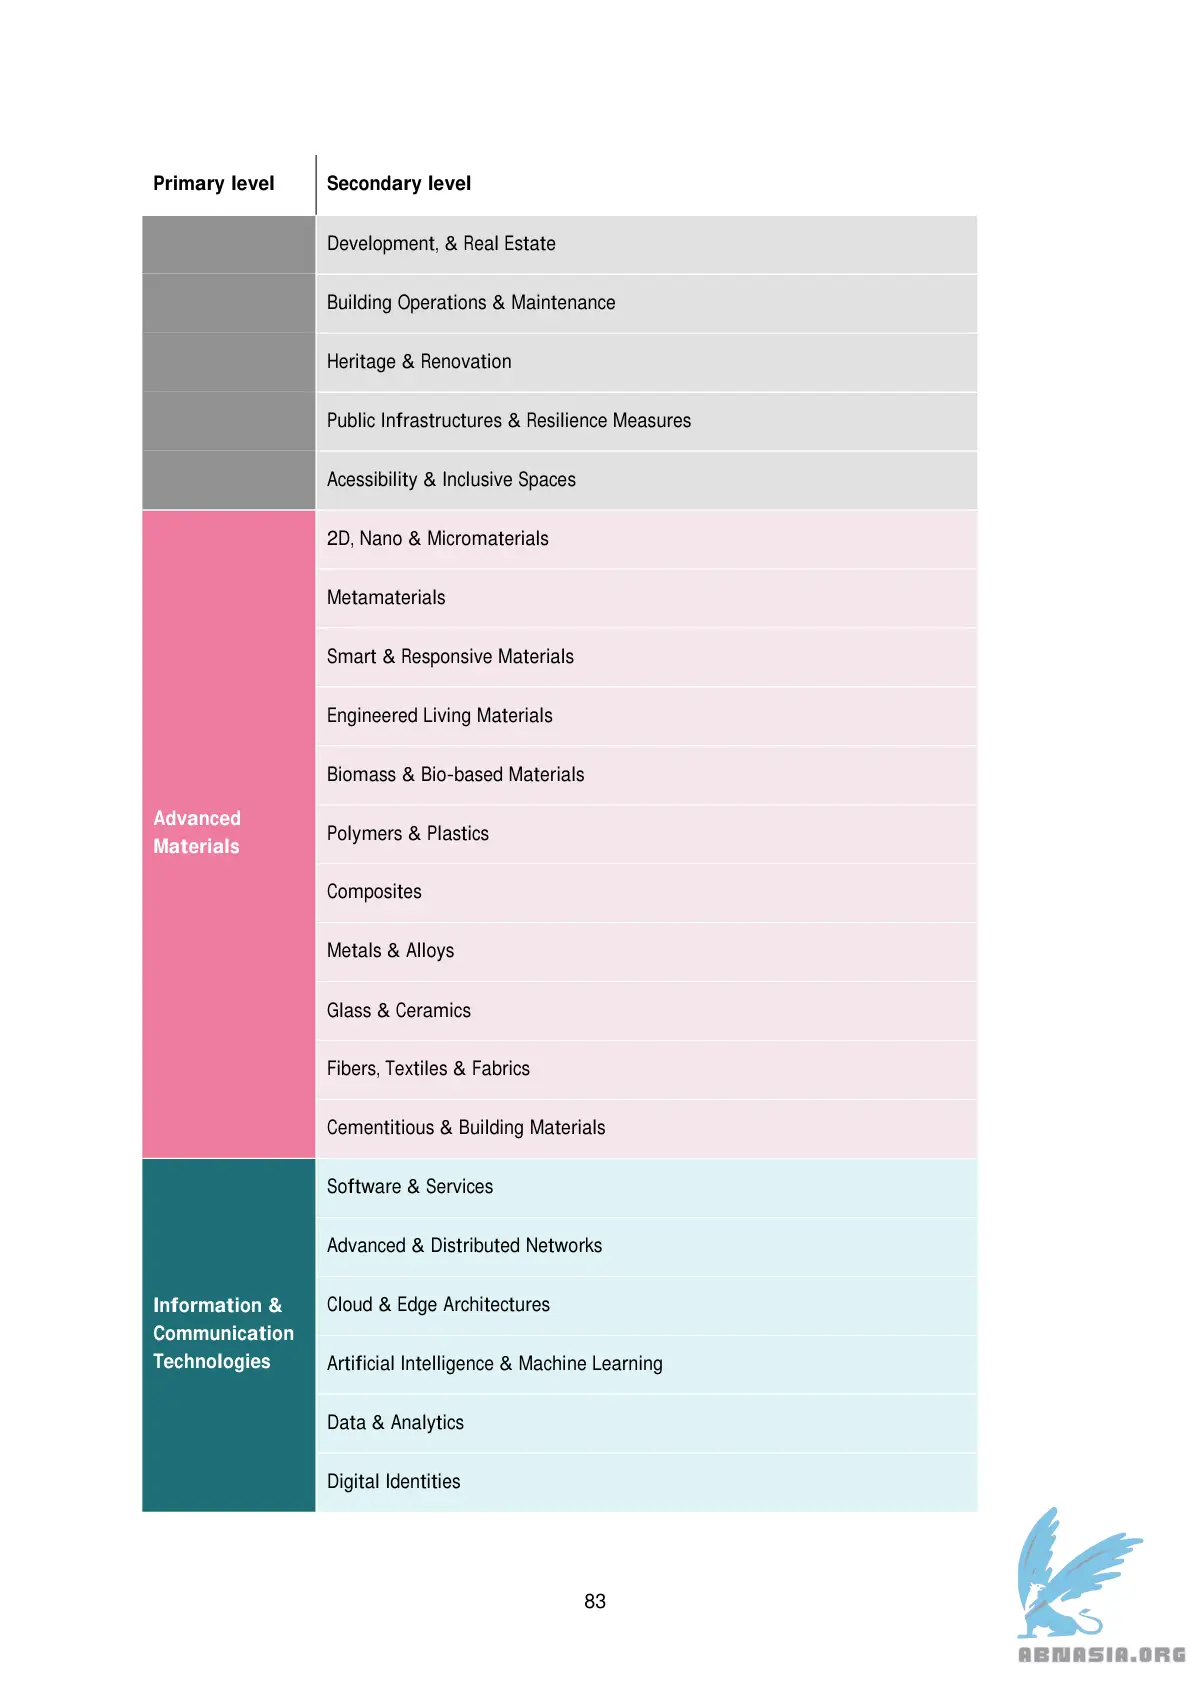 Primary level
Secondary level
Development, & Real Estate
Building Operations & Maintenance
Heritage & Renovation
Public Infrastructures & Resilience Measures
Acessibility & Inclusive Spaces
Advanced
Materials
2D, Nano & Micromaterials
Metamaterials
Smart & Responsive Materials
Engineered Living Materials
Biomass & Bio-based Materials
Polymers & Plastics
Composites
Metals & Alloys
Glass & Ceramics
Fibers, Textiles & Fabrics
Cementitious & Building Materials
Information &
Communication
Technologies
Software & Services
Advanced & Distributed Networks
Cloud & Edge Architectures
Artificial Intelligence & Machine Learning
Data & Analytics
Digital Identities
83
ABNASIA.ORG